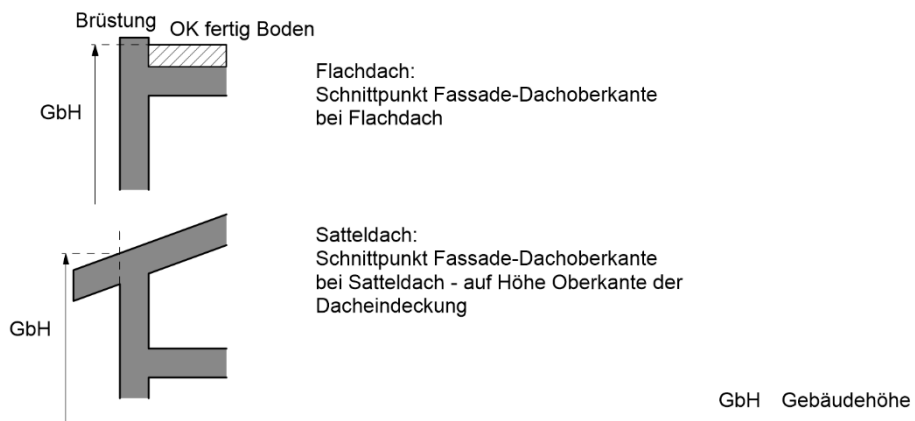 Brüstung
OK fertig Boden
GbH
Flachdach:
Schnittpunkt Fassade-Dachoberkante
bei Flachdach
GbH
Satteldach:
Schnittpunkt Fassade-Dachoberkante
bei Satteldach - auf Höhe Oberkante der
Dacheindeckung
GbH Gebäudehöhe